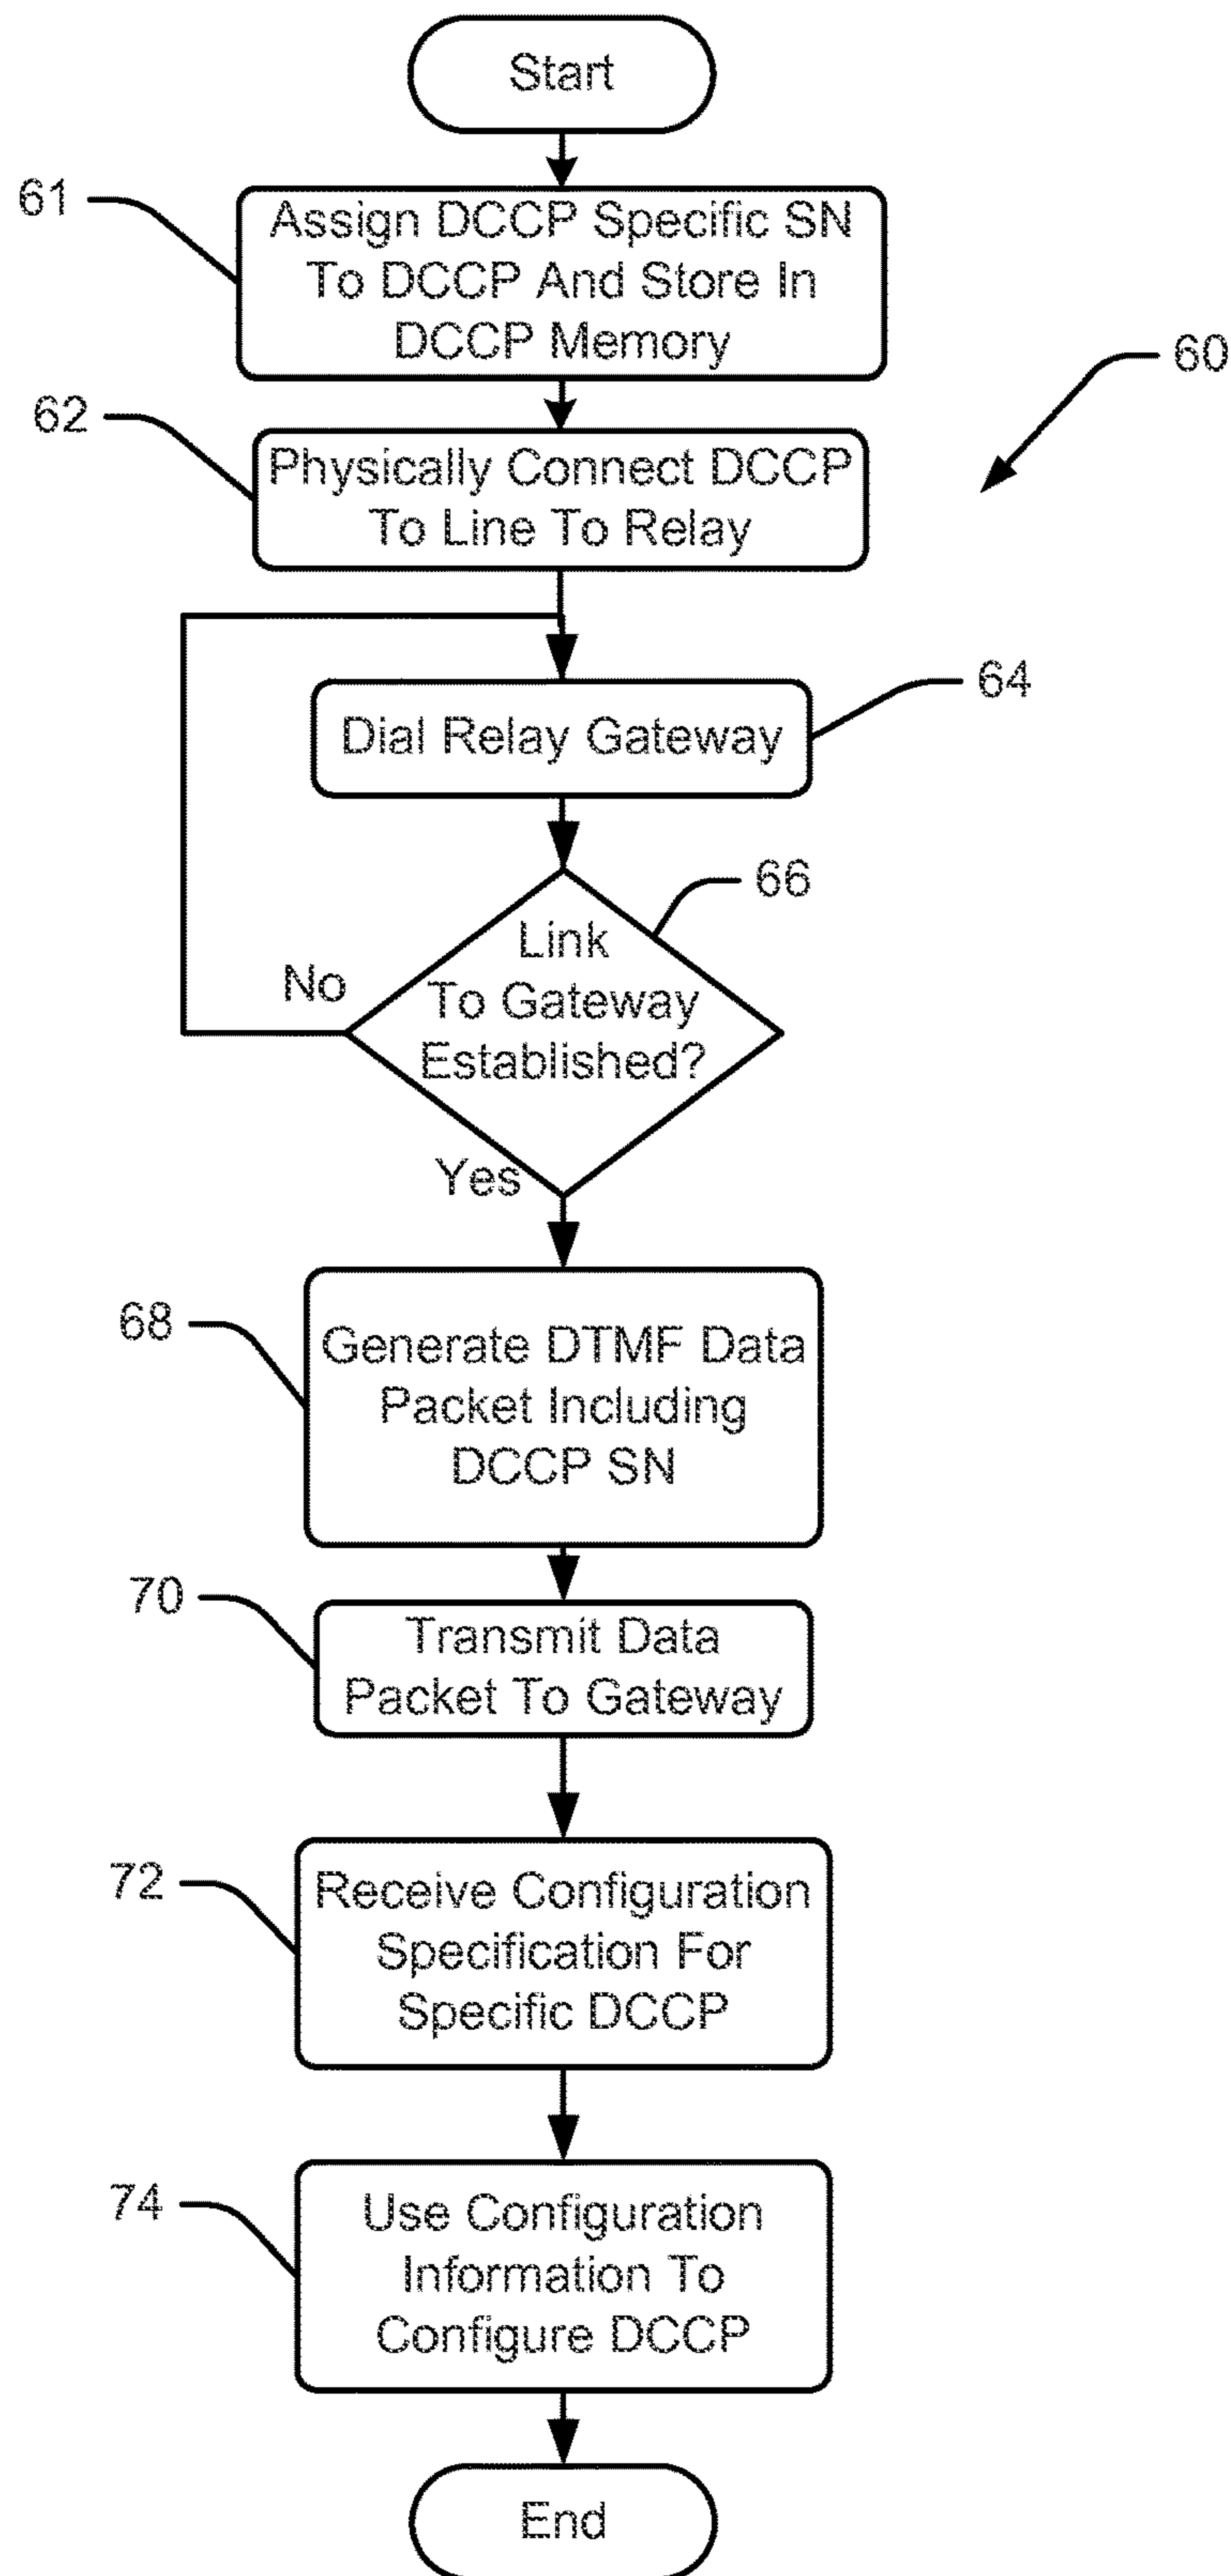 Start
61
Assign DCCP Specific SN
To DCCP And Store In
DCCP Memory
60
62
Physically Connect DCCP
To Line To Relay
64
Dial Relay Gateway
66
Link
To Gateway
Established?
No
Yes
68
Generate DTMF Data
Packet Including
DCCP SN
70
Transmit Data
Packet To Gateway
72
Receive Configuration
Specification For
Specific DCCP
74
Use Configuration
Information To
Configure DCCP
End